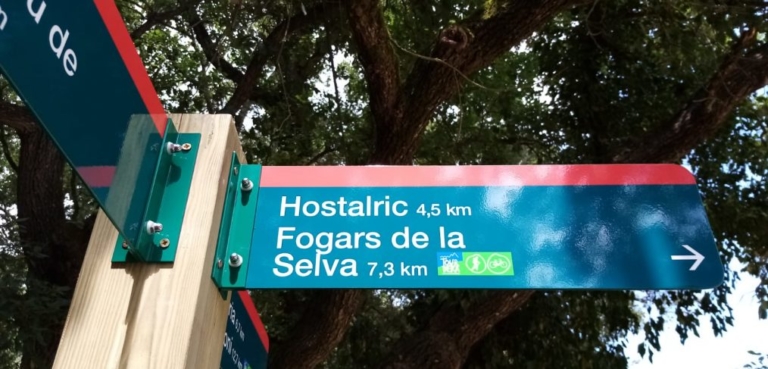 u de
Hostalric 4,5 km
Fogars de la
Selva 7,3 km